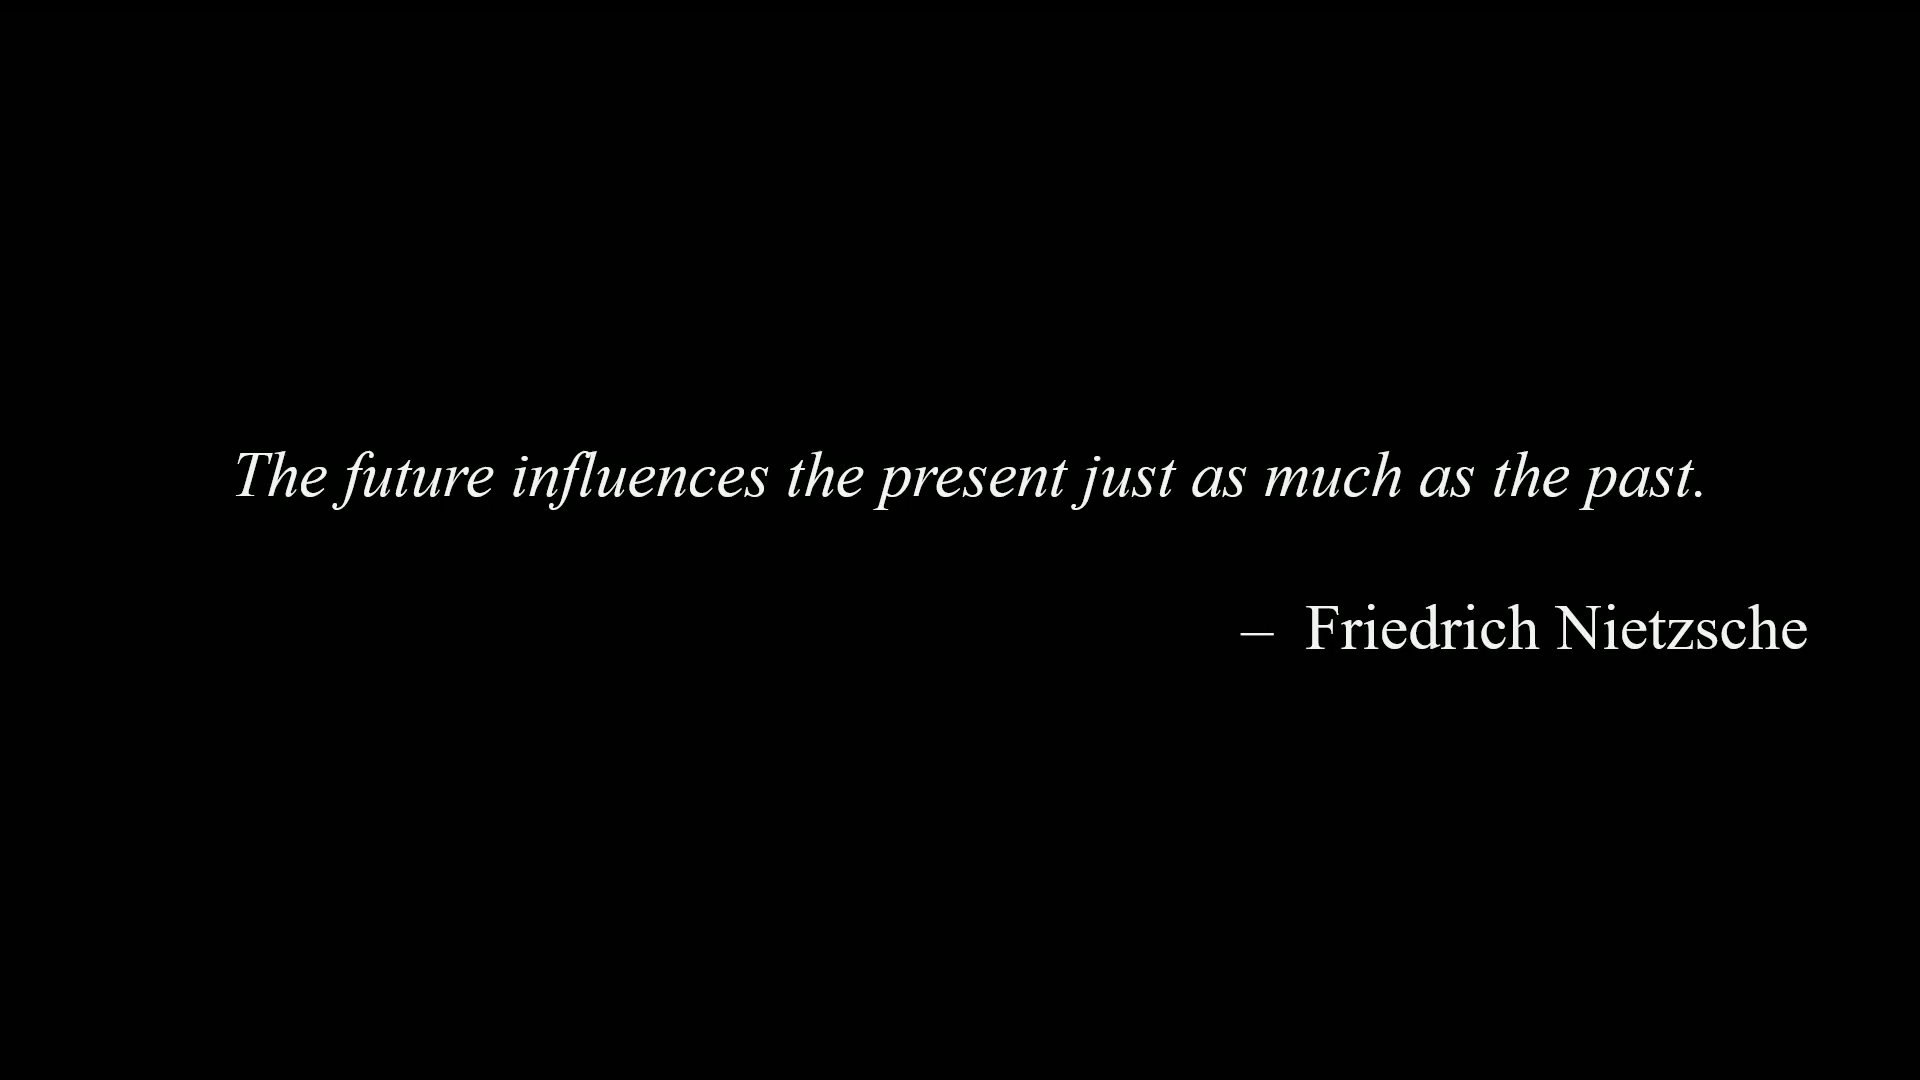 The future influences the present just as much as the past.
– Friedrich Nietzsche